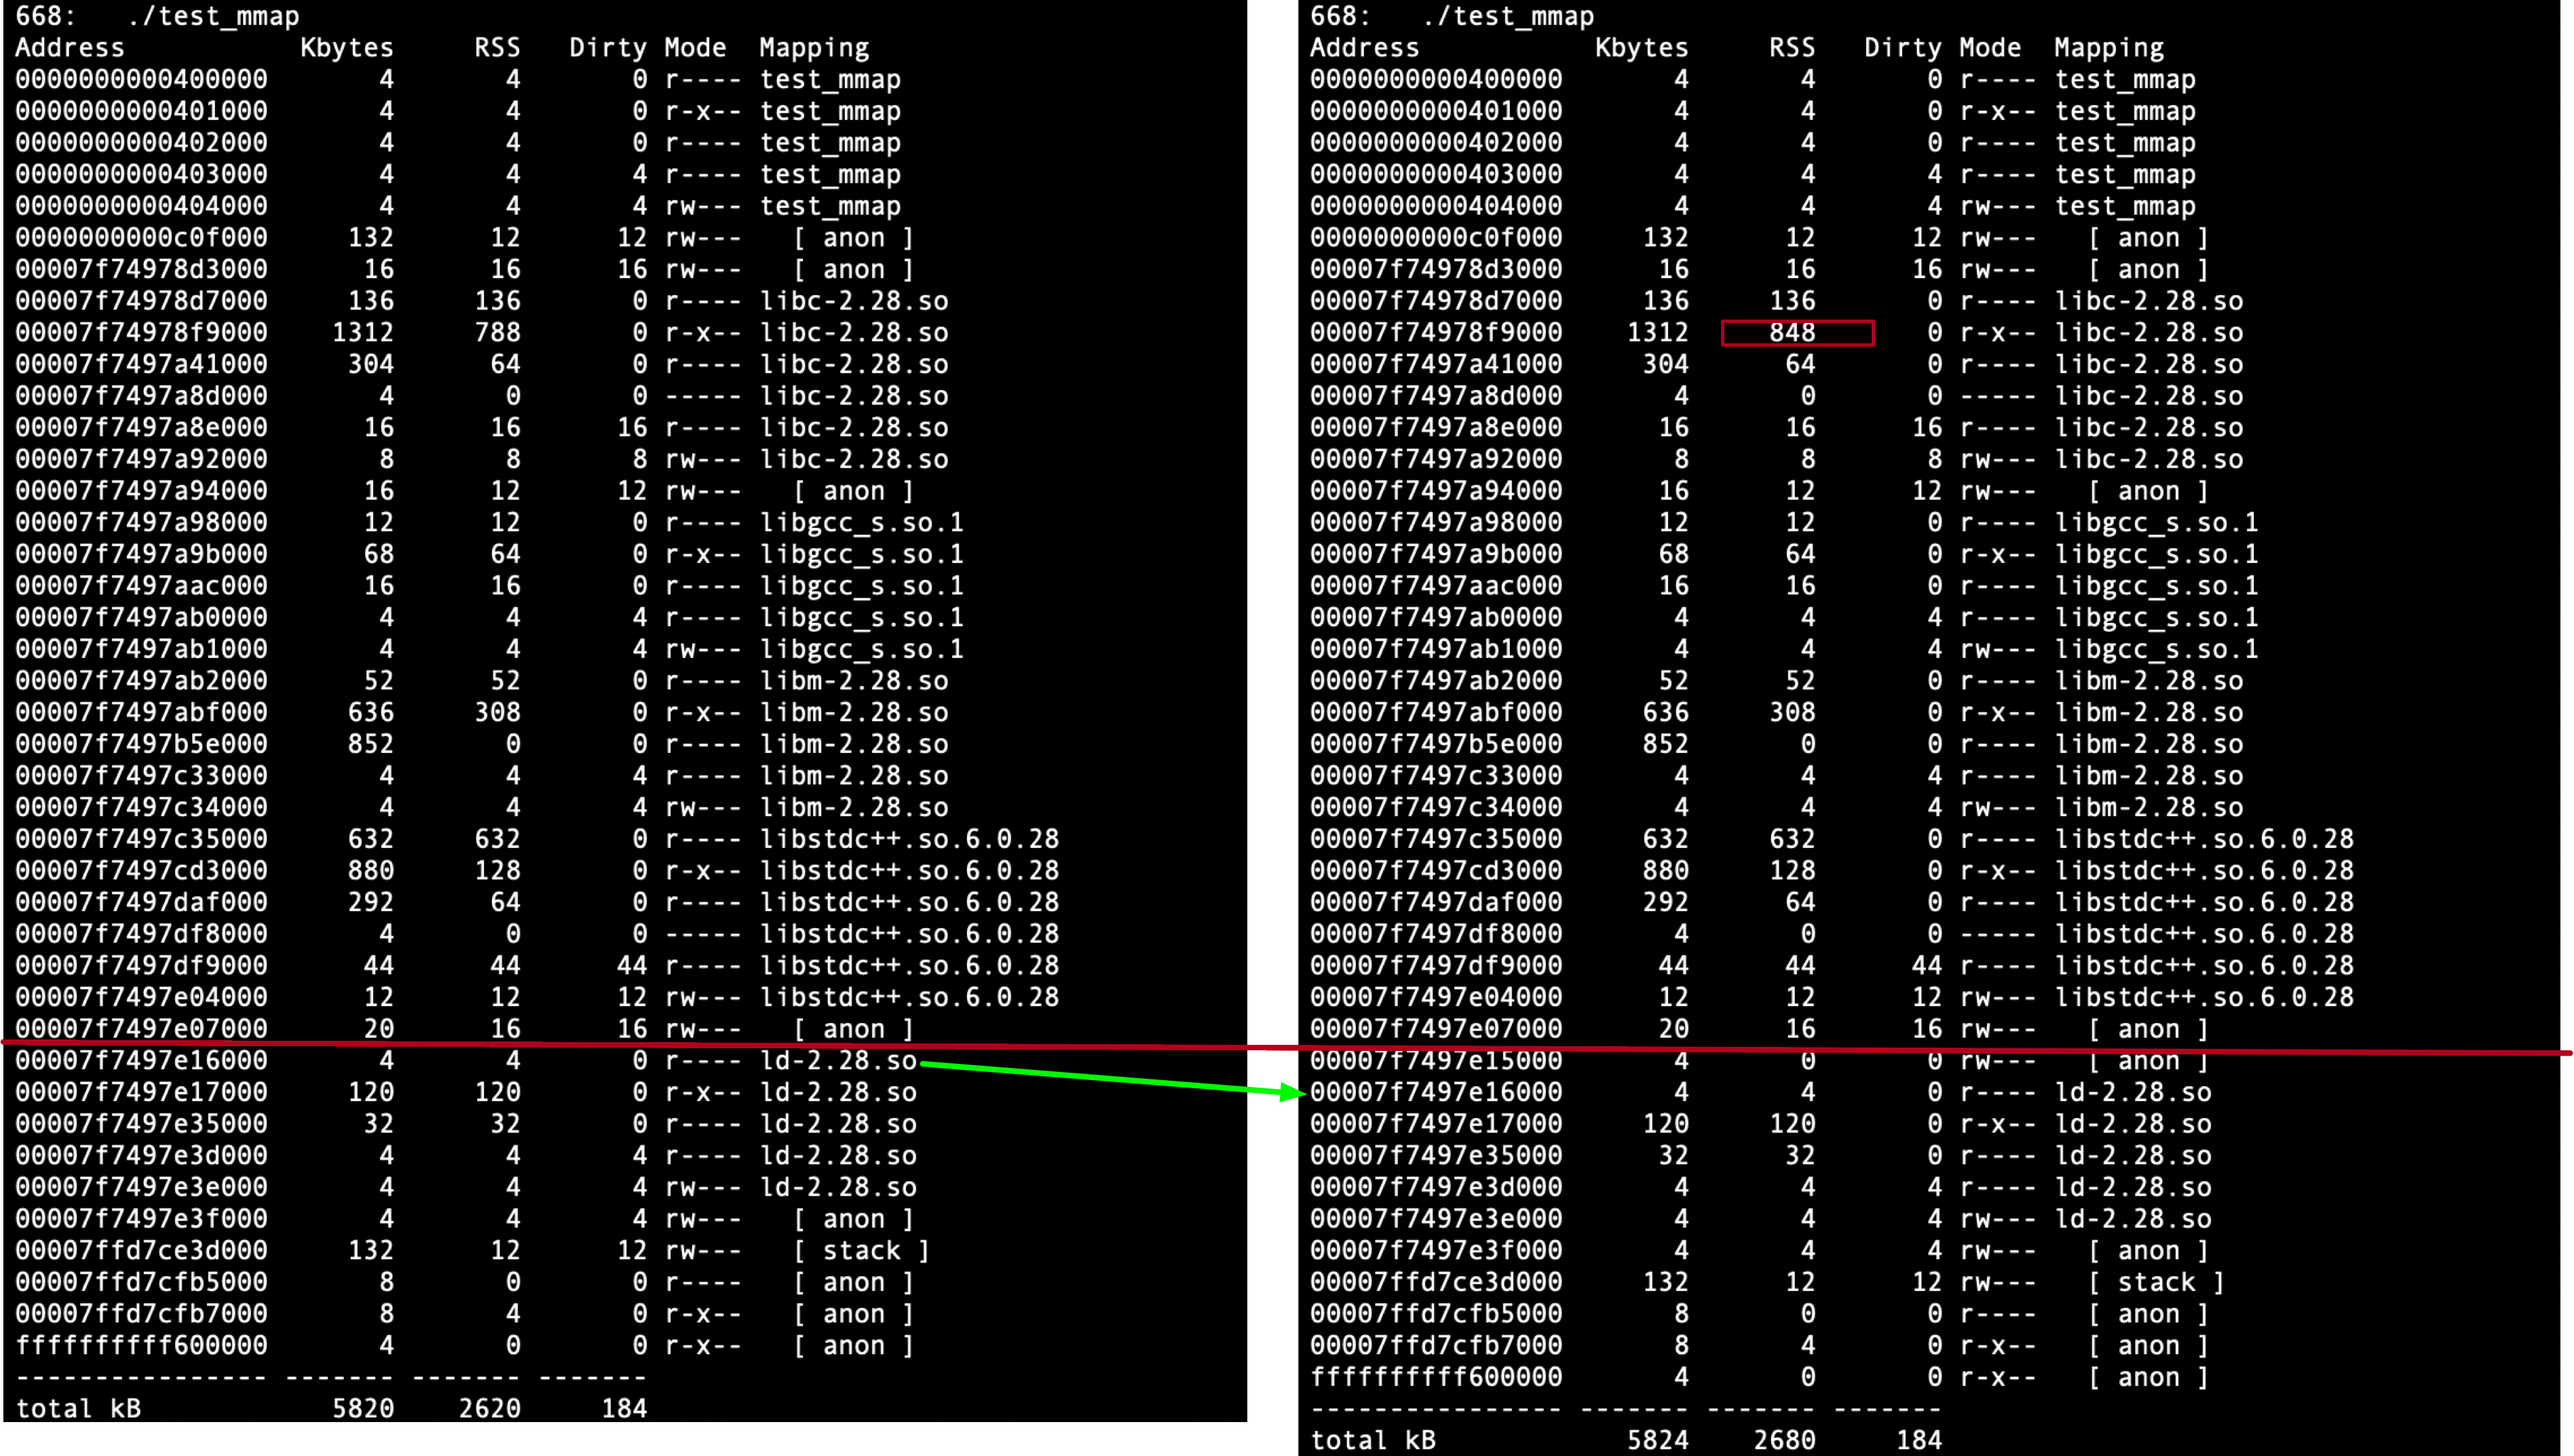 668:   ./test_mmap
Address           Kbytes     RSS   Dirty Mode  Mapping
0000000000400000       4       4       0 r---- test_mmap
0000000000401000       4       4       0 r-x-- test_mmap
0000000000402000       4       4       0 r---- test_mmap
0000000000403000       4       4       4 r---- test_mmap
0000000000404000       4       4       4 rw--- test_mmap
0000000000c0f000     132      12      12 rw---   [ anon ]
00007f74978d3000      16      16      16 rw---   [ anon ]
00007f74978d7000     136     136       0 r---- libc-2.28.so
00007f74978f9000    1312     788       0 r-x-- libc-2.28.so
00007f7497a41000     304      64       0 r---- libc-2.28.so
00007f7497a8d000       4       0       0 ----- libc-2.28.so
00007f7497a8e000      16      16      16 r---- libc-2.28.so
00007f7497a92000       8       8       8 rw--- libc-2.28.so
00007f7497a94000      16      12      12 rw---   [ anon ]
00007f7497a98000      12      12       0 r---- libgcc_s.so.1
00007f7497a9b000      68      64       0 r-x-- libgcc_s.so.1
00007f7497aac000      16      16       0 r---- libgcc_s.so.1
00007f7497ab0000       4       4       4 r---- libgcc_s.so.1
00007f7497ab1000       4       4       4 rw--- libgcc_s.so.1
00007f7497ab2000      52      52       0 r---- libm-2.28.so
00007f7497abf000     636     308       0 r-x-- libm-2.28.so
00007f7497b5e000     852       0       0 r---- libm-2.28.so
00007f7497c33000       4       4       4 r---- libm-2.28.so
00007f7497c34000       4       4       4 rw--- libm-2.28.so
00007f7497c35000     632     632       0 r---- libstdc++.so.6.0.28
00007f7497cd3000     880     128       0 r-x-- libstdc++.so.6.0.28
00007f7497daf000     292      64       0 r---- libstdc++.so.6.0.28
00007f7497df8000       4       0       0 ----- libstdc++.so.6.0.28
00007f7497df9000      44      44      44 r---- libstdc++.so.6.0.28
00007f7497e04000      12      12      12 rw--- libstdc++.so.6.0.28
00007f7497e07000      20      16      16 rw---   [ anon ]
00007f7497e16000       4       4       0 r---- ld-2.28.so
00007f7497e17000     120     120       0 r-x-- ld-2.28.so
00007f7497e35000      32      32       0 r---- ld-2.28.so
00007f7497e3d000       4       4       4 r---- ld-2.28.so
00007f7497e3e000       4       4       4 rw--- ld-2.28.so
00007f7497e3f000       4       4       4 rw---   [ anon ]
00007ffd7ce3d000     132      12      12 rw---   [ stack ]
00007ffd7cfb5000       8       0       0 r----   [ anon ]
00007ffd7cfb7000       8       4       0 r-x--   [ anon ]
ffffffffff600000       4       0       0 r-x--   [ anon ]
---------------- ------- ------- -------
total kB            5820    2620     184
668:   ./test_mmap
Address           Kbytes     RSS   Dirty Mode  Mapping
0000000000400000       4       4       0 r---- test_mmap
0000000000401000       4       4       0 r-x-- test_mmap
0000000000402000       4       4       0 r---- test_mmap
0000000000403000       4       4       4 r---- test_mmap
0000000000404000       4       4       4 rw--- test_mmap
0000000000c0f000     132      12      12 rw---   [ anon ]
00007f74978d3000      16      16      16 rw---   [ anon ]
00007f74978d7000     136     136       0 r---- libc-2.28.so
00007f74978f9000    1312     848       0 r-x-- libc-2.28.so
00007f7497a41000     304      64       0 r---- libc-2.28.so
00007f7497a8d000       4       0       0 ----- libc-2.28.so
00007f7497a8e000      16      16      16 r---- libc-2.28.so
00007f7497a92000       8       8       8 rw--- libc-2.28.so
00007f7497a94000      16      12      12 rw---   [ anon ]
00007f7497a98000      12      12       0 r---- libgcc_s.so.1
00007f7497a9b000      68      64       0 r-x-- libgcc_s.so.1
00007f7497aac000      16      16       0 r---- libgcc_s.so.1
00007f7497ab0000       4       4       4 r---- libgcc_s.so.1
00007f7497ab1000       4       4       4 rw--- libgcc_s.so.1
00007f7497ab2000      52      52       0 r---- libm-2.28.so
00007f7497abf000     636     308       0 r-x-- libm-2.28.so
00007f7497b5e000     852       0       0 r---- libm-2.28.so
00007f7497c33000       4       4       4 r---- libm-2.28.so
00007f7497c34000       4       4       4 rw--- libm-2.28.so
00007f7497c35000     632     632       0 r---- libstdc++.so.6.0.28
00007f7497cd3000     880     128       0 r-x-- libstdc++.so.6.0.28
00007f7497daf000     292      64       0 r---- libstdc++.so.6.0.28
00007f7497df8000       4       0       0 ----- libstdc++.so.6.0.28
00007f7497df9000      44      44      44 r---- libstdc++.so.6.0.28
00007f7497e04000      12      12      12 rw--- libstdc++.so.6.0.28
00007f7497e07000      20      16      16 rw---   [ anon ]
00007f7497e15000       4       0       0 rw---   [ anon ]
00007f7497e16000       4       4       0 r---- ld-2.28.so
00007f7497e17000     120     120       0 r-x-- ld-2.28.so
00007f7497e35000      32      32       0 r---- ld-2.28.so
00007f7497e3d000       4       4       4 r---- ld-2.28.so
00007f7497e3e000       4       4       4 rw--- ld-2.28.so
00007f7497e3f000       4       4       4 rw---   [ anon ]
00007ffd7ce3d000     132      12      12 rw---   [ stack ]
00007ffd7cfb5000       8       0       0 r----   [ anon ]
00007ffd7cfb7000       8       4       0 r-x--   [ anon ]
ffffffffff600000       4       0       0 r-x--   [ anon ]
---------------- ------- ------- -------
total kB            5824    2680     184